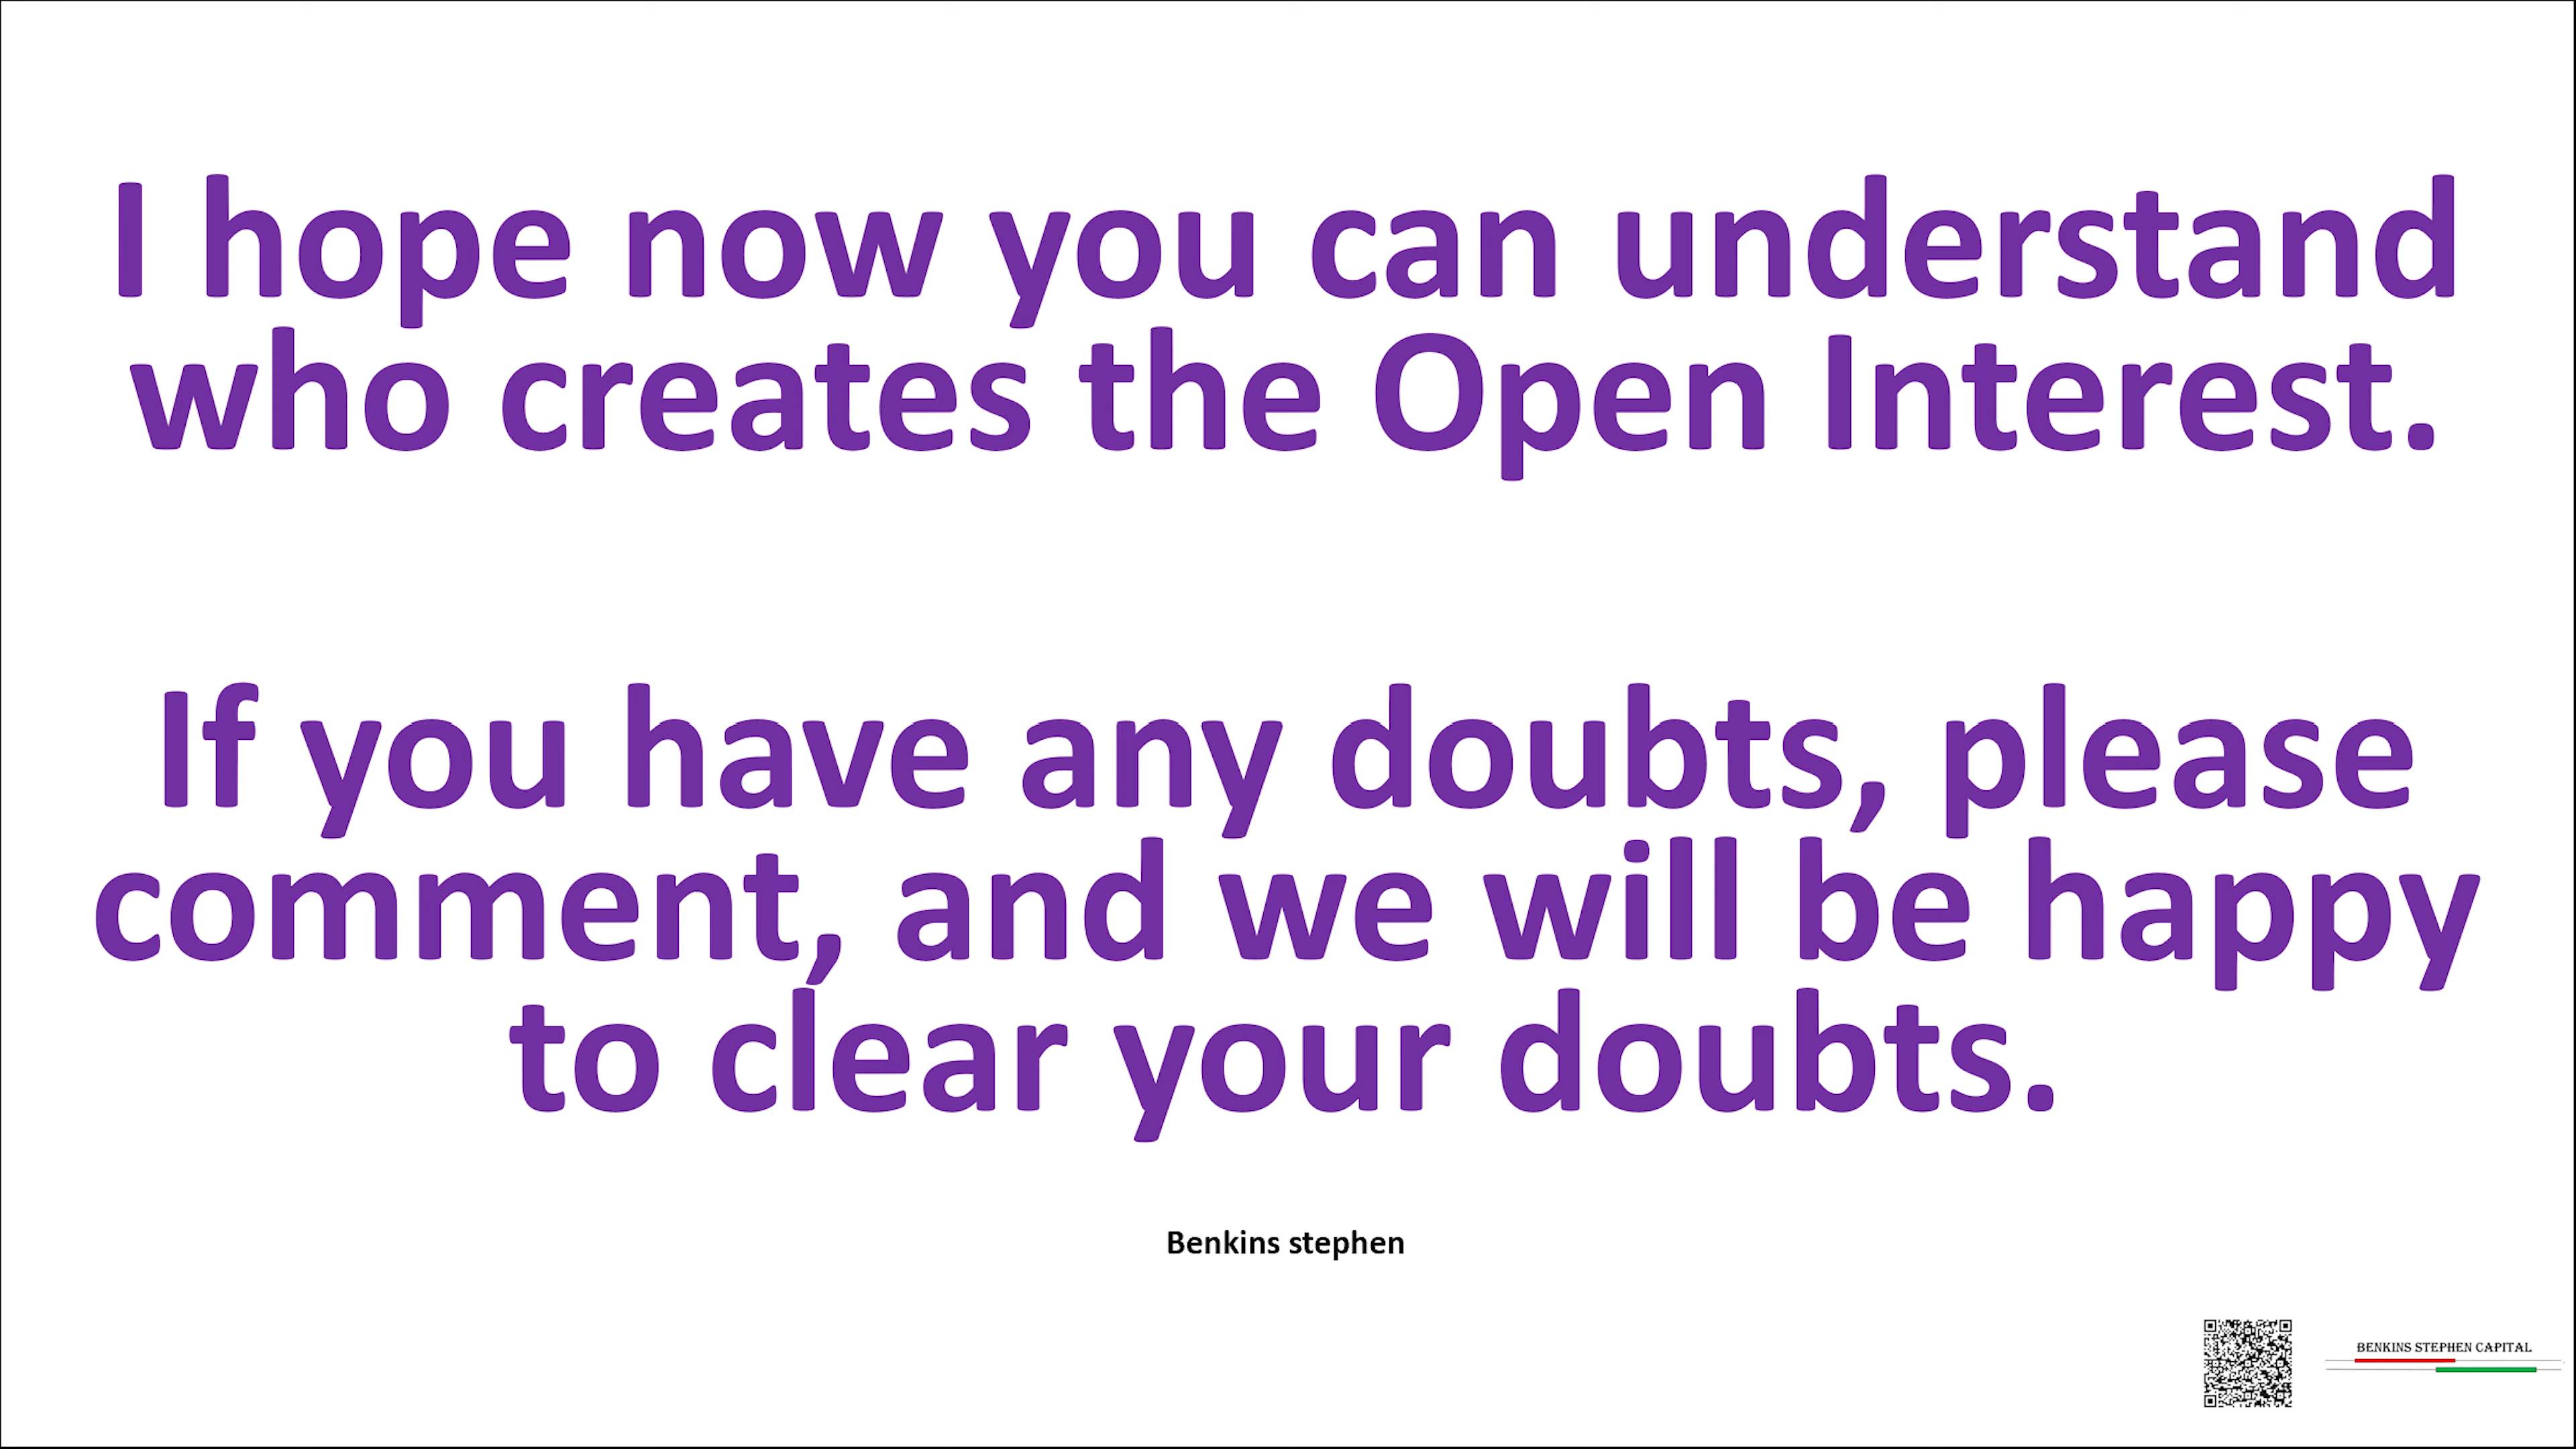 I hope now you can understand
who creates the Open Interest.
If you have any doubts, please
comment, and we will be happy
to clear your doubts.
Benkins stephen
BENKINS STEPHEN CAPITAL